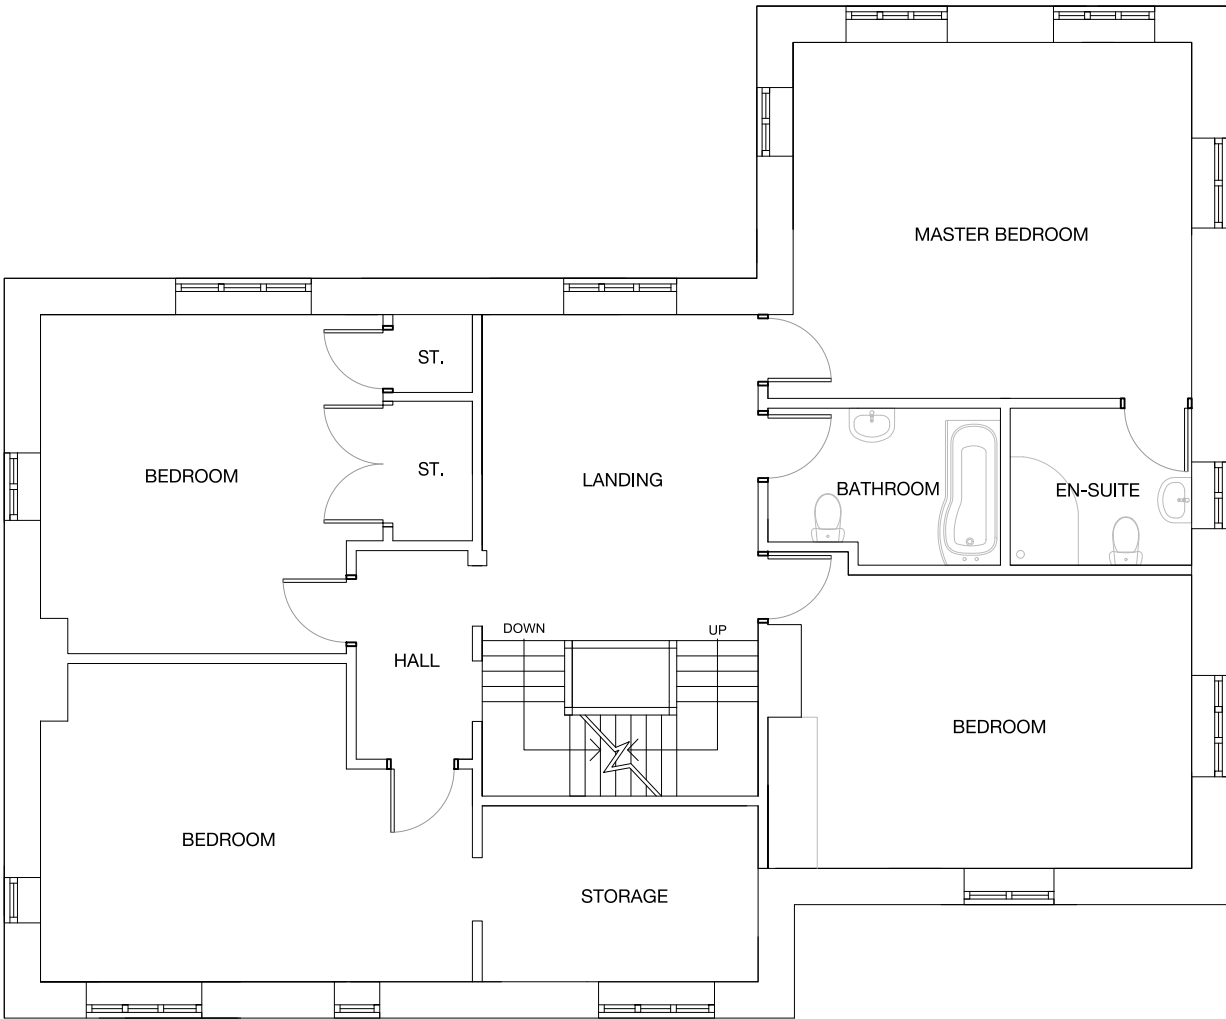 MASTER BEDROOM
ST.
BEDROOM
ST.
LANDING
BATHROOM
EN-SUITE
DOWN
UP
HALL
BEDROOM
BEDROOM
STORAGE